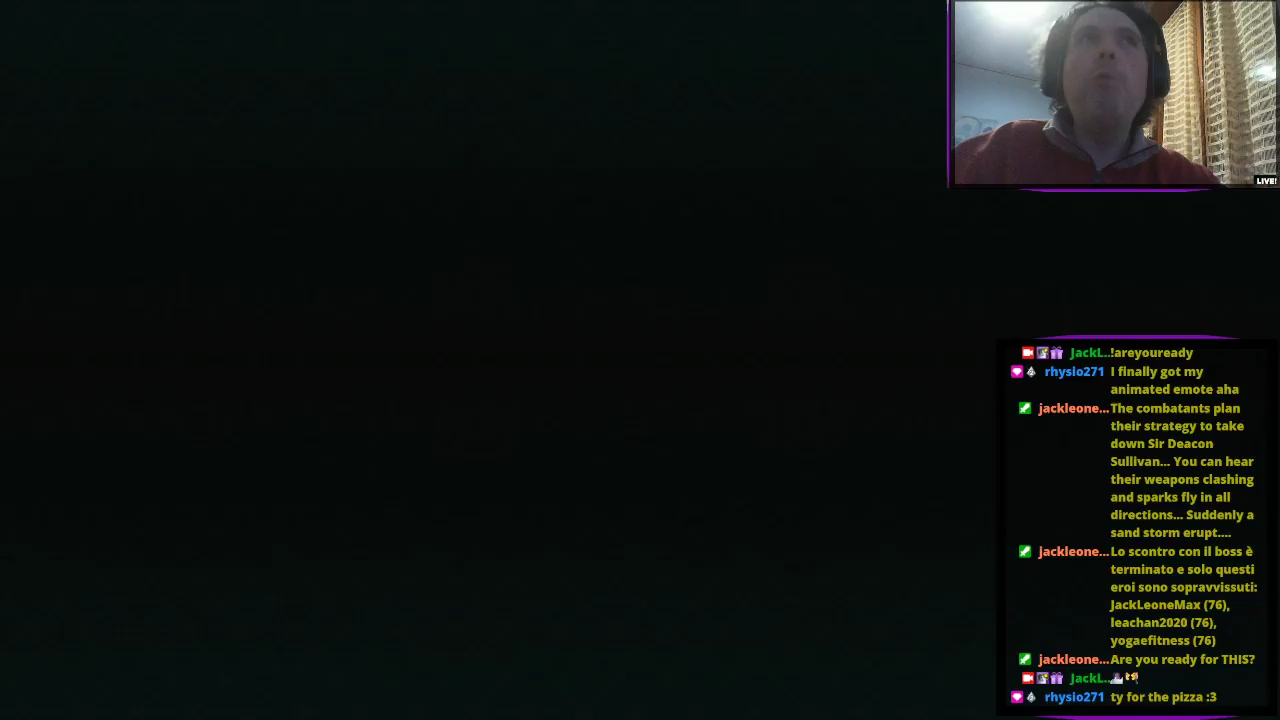 LIVE!
JackL... !areyouready
rhysio271 I finally got my
animated emote aha
jackleone... The combatants plan
their strategy to take
down Sir Deacon
Sullivan... You can hear
their weapons clashing
and sparks fly in all
directions... Suddenly a
sand storm erupt....
jackleone... Lo scontro con il boss è
terminato e solo questi
eroi sono sopravvissuti:
JackLeoneMax (76),
leachan2020 (76),
yogaefitness (76)
jackleone... Are you ready for THIS?
JackL...
rhysio271 ty for the pizza :3